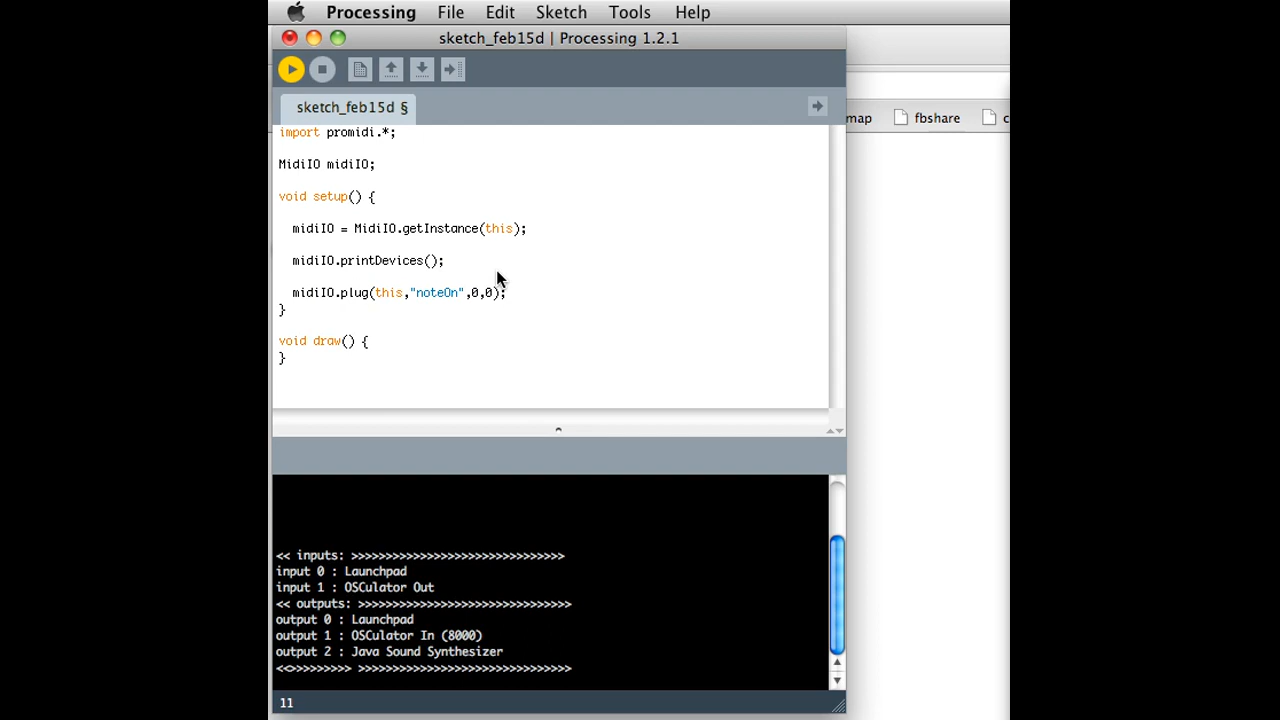 Processing File Edit Sketch Tools Help
sketch_feb15d | Processing 1.2.1
sketch_feb15d §
map fbshare c
import promidi.*;
MidiIO midiIO;
void setup() {
midiIO = MidiIO.getInstance(this);
midiIO.printDevices();
midiIO.plug(this,"noteOn",0,0);
}
void draw() {
}
<< inputs: >>>>>>>>>>>>>>>>>>>>>>>>>>>>>>>
input 0 : Launchpad
input 1 : OSCulator Out
<< outputs: >>>>>>>>>>>>>>>>>>>>>>>>>>>>>>>
output 0 : Launchpad
output 1 : OSCulator In (8000)
output 2 : Java Sound Synthesizer
<<>>>>>>>>> >>>>>>>>>>>>>>>>>>>>>>>>>>>>>>>
11